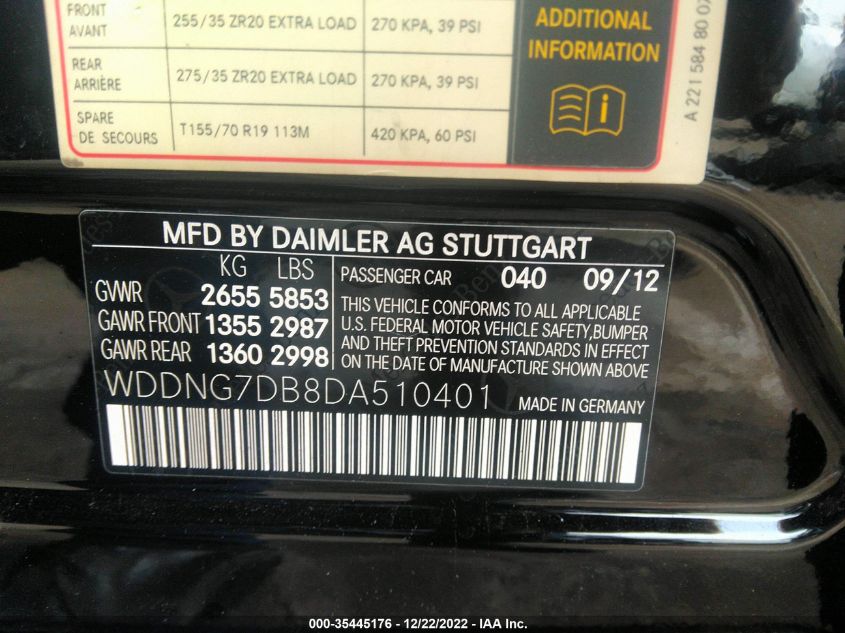 FRONT
AVANT
255/35 ZR20 EXTRA LOAD
270 KPA, 39 PSI
REAR
ARRIÈRE
275/35 ZR20 EXTRA LOAD
270 KPA, 39 PSI
SPARE
DE SECOURS
T155/70 R19 113M
420 KPA, 60 PSI
ADDITIONAL
INFORMATION
A 221 584 80 02
MFD BY DAIMLER AG STUTTGART
KG LBS
GVWR 2655 5853
GAWR FRONT 1355 2987
GAWR REAR 1360 2998
PASSENGER CAR 040 09/12
THIS VEHICLE CONFORMS TO ALL APPLICABLE
U.S. FEDERAL MOTOR VEHICLE SAFETY,BUMPER
AND THEFT PREVENTION STANDARDS IN EFFECT
ON THE DATE OF MANUFACTURE SHOWN ABOVE
WDDNG7DB8DA510401
MADE IN GERMANY
000-35445176 - 12/22/2022 - IAA Inc.